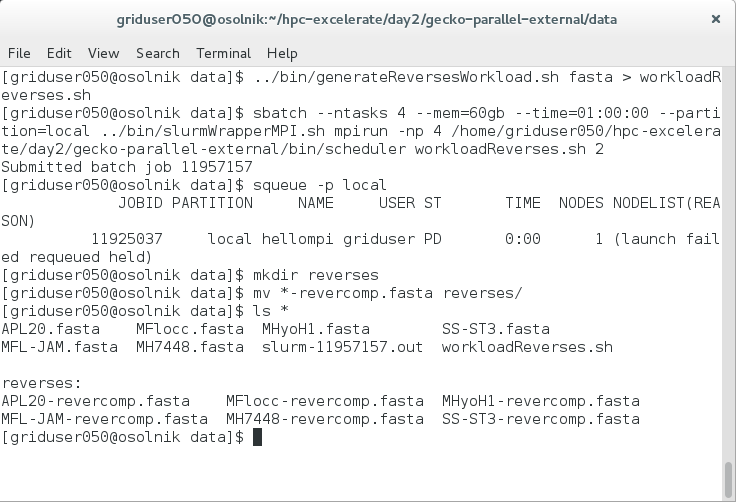 griduser050@osolnik:~/hpc-excelerate/day2/gecko-parallel-external/data
File Edit View Search Terminal Help
[griduser050@osolnik data]$ ../bin/generateReversesWorkload.sh fasta > workloadR
everses.sh
[griduser050@osolnik data]$ sbatch --ntasks 4 --mem=60gb --time=01:00:00 --parti
tion=local ../bin/slurmWrapperMPI.sh mpirun -np 4 /home/griduser050/hpc-excelera
te/day2/gecko-parallel-external/bin/scheduler workloadReverses.sh 2
Submitted batch job 11957157
[griduser050@osolnik data]$ squeue -p local
             JOBID PARTITION     NAME     USER ST       TIME  NODES NODELIST(REA
SON)
          11925037     local hellompi griduser PD       0:00      1 (launch fail
ed requeued held)
[griduser050@osolnik data]$ mkdir reverses
[griduser050@osolnik data]$ mv *-revercomp.fasta reverses/
[griduser050@osolnik data]$ ls *
APL20.fasta    MFlocc.fasta  MHyoH1.fasta        SS-ST3.fasta
MFL-JAM.fasta  MH7448.fasta  slurm-11957157.out  workloadReverses.sh

reverses:
APL20-revercomp.fasta    MFlocc-revercomp.fasta  MHyoH1-revercomp.fasta
MFL-JAM-revercomp.fasta  MH7448-revercomp.fasta  SS-ST3-revercomp.fasta
[griduser050@osolnik data]$